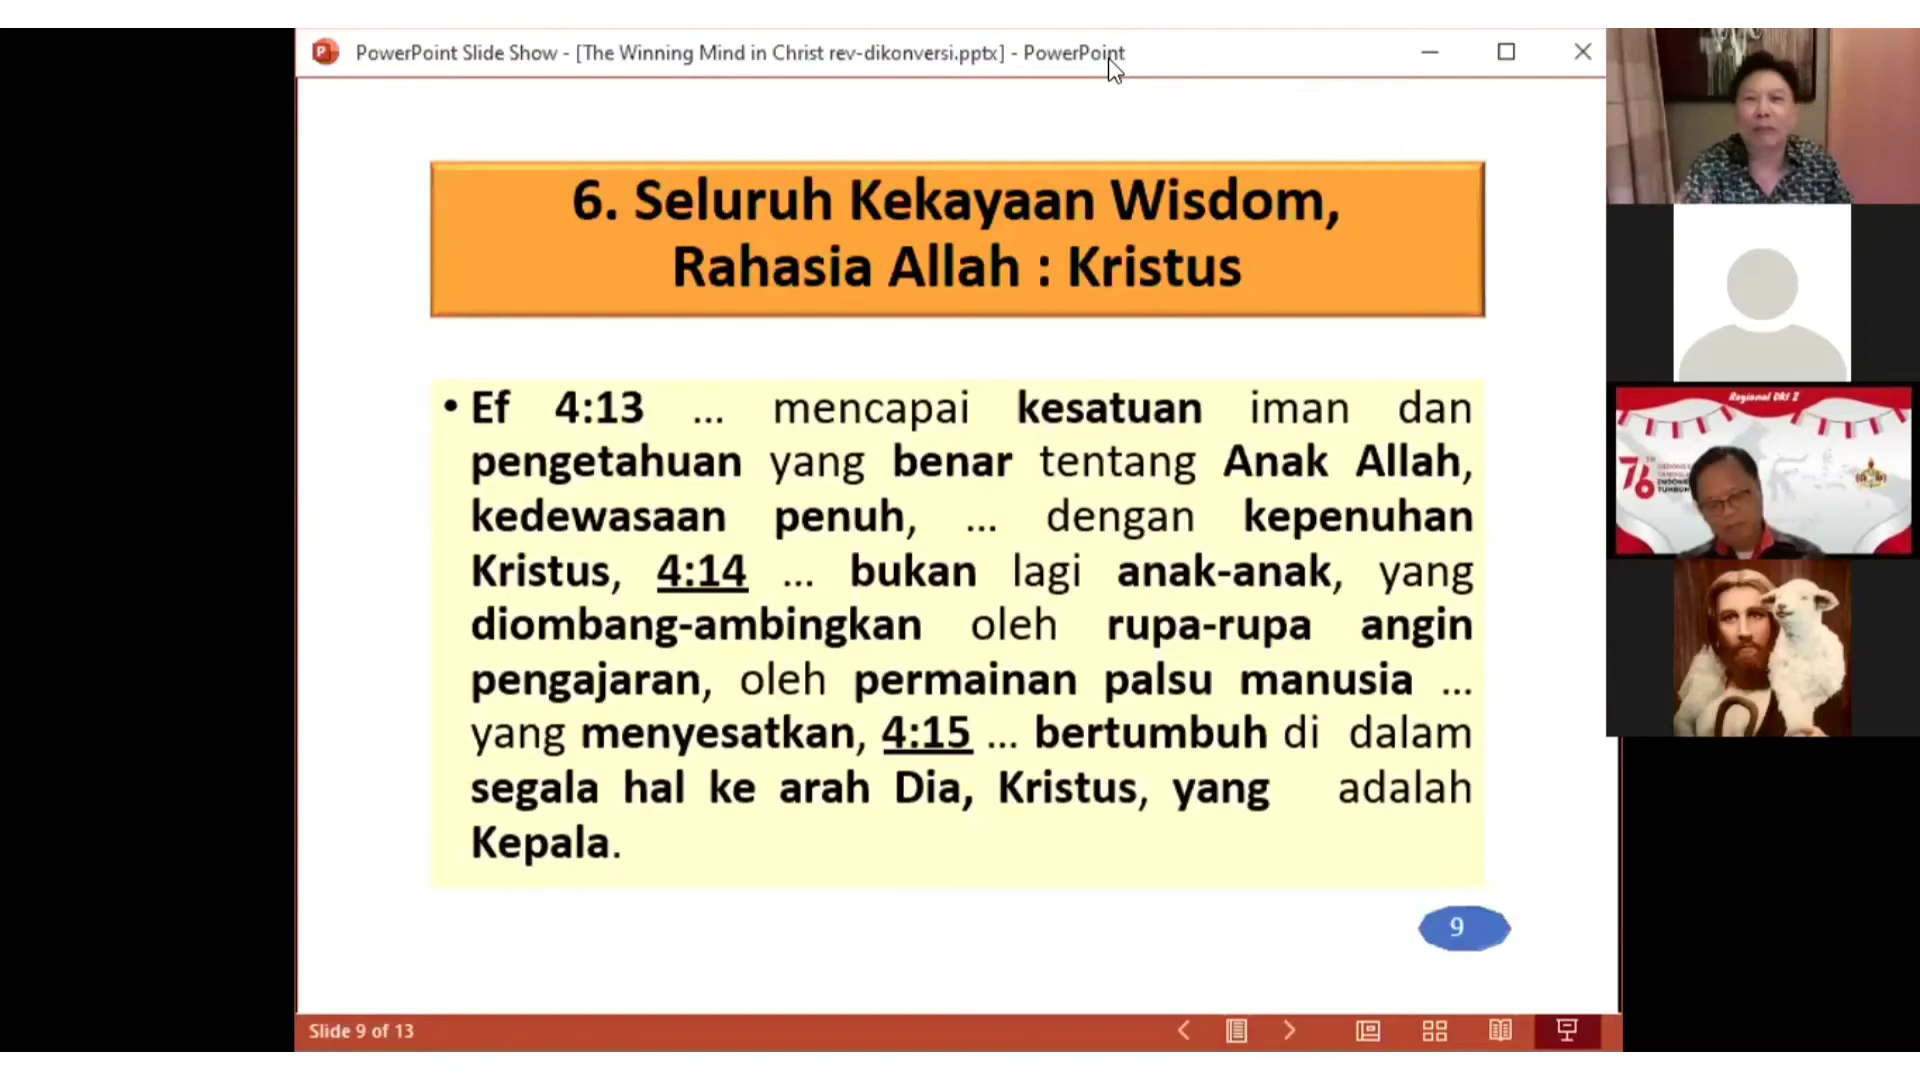 PowerPoint Slide Show - [The Winning Mind in Christ rev-dikonversi.pptx] - PowerPoint
6. Seluruh Kekayaan Wisdom,
Rahasia Allah : Kristus
• Ef 4:13 ... mencapai kesatuan iman dan
pengetahuan yang benar tentang Anak Allah,
kedewasaan penuh, ... dengan kepenuhan
Kristus, 4:14 ... bukan lagi anak-anak, yang
diombang-ambingkan oleh rupa-rupa angin
pengajaran, oleh permainan palsu manusia ...
yang menyesatkan, 4:15 ... bertumbuh di dalam
segala hal ke arah Dia, Kristus, yang adalah
Kepala.
9
Slide 9 of 13
Regional DKI 2
76